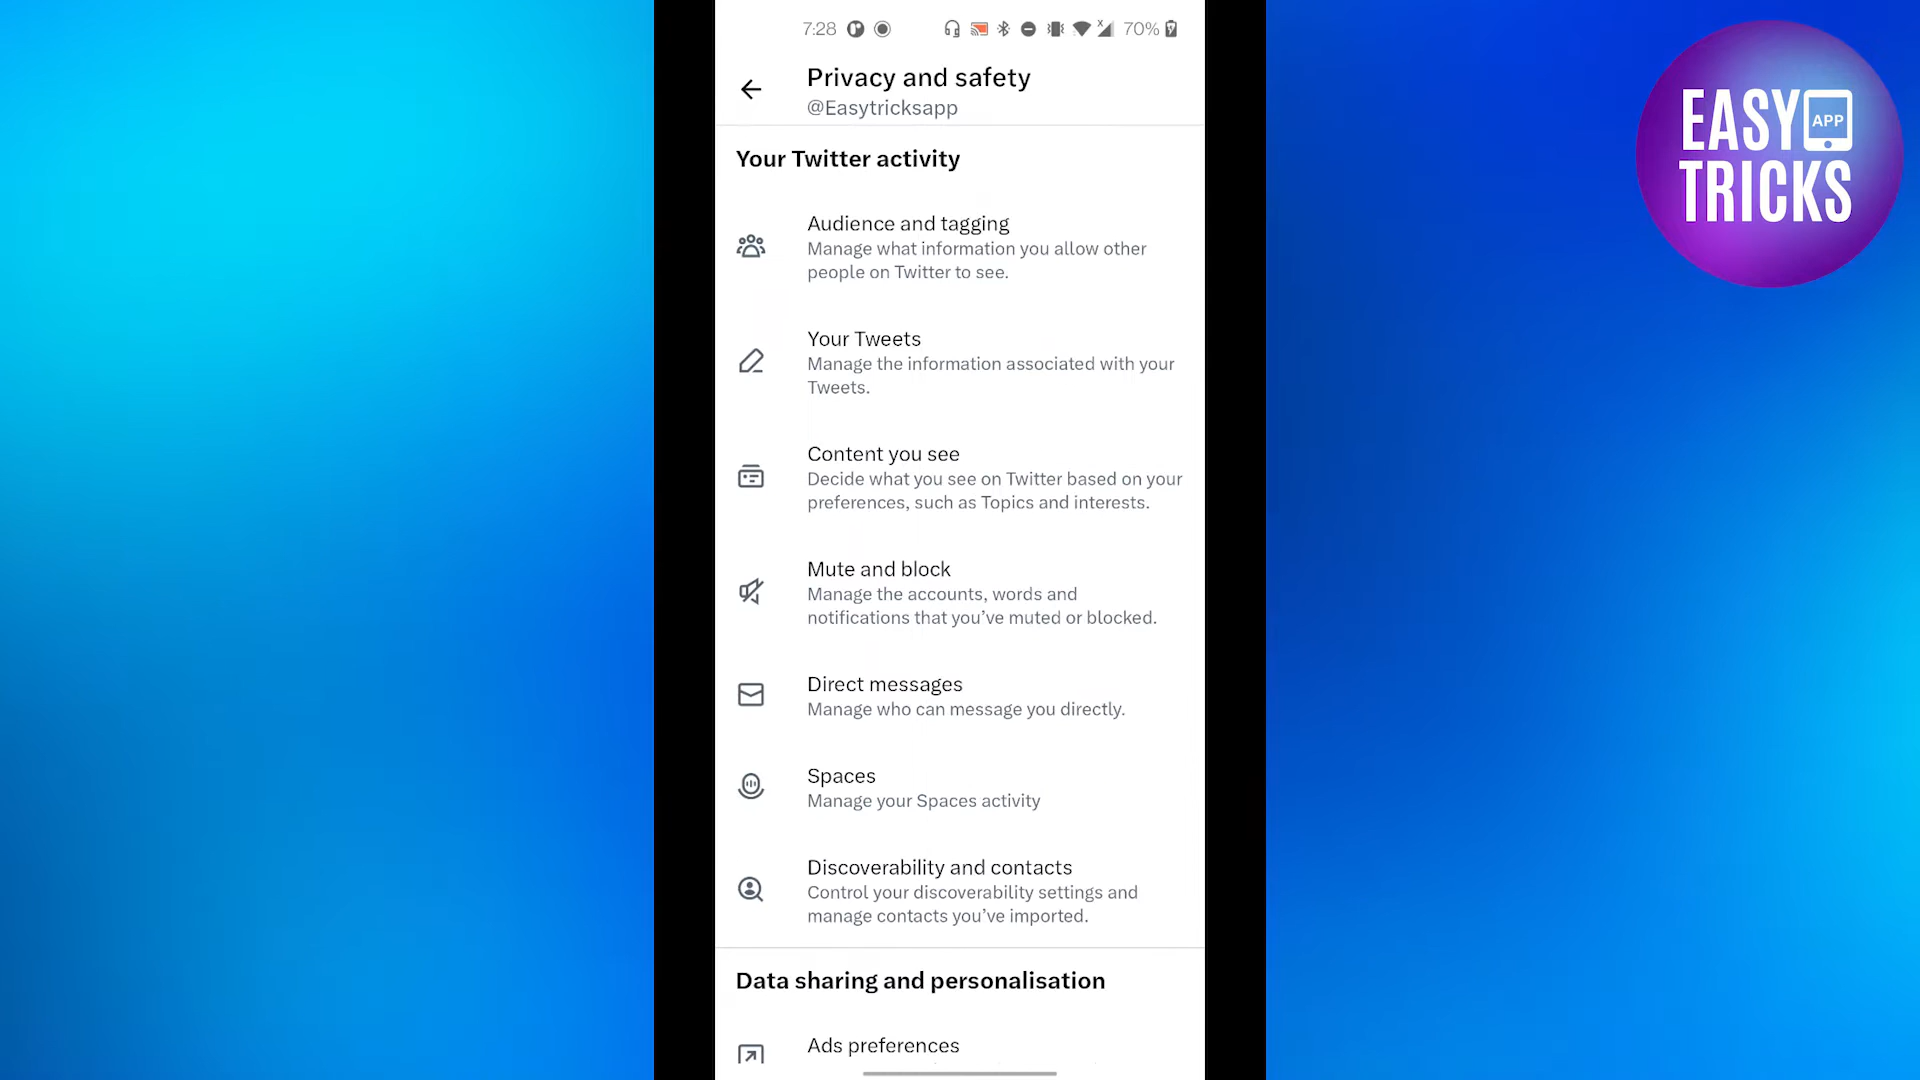 7:28
70%
Privacy and safety
@Easytricksapp
Your Twitter activity
Audience and tagging
Manage what information you allow other
people on Twitter to see.
Your Tweets
Manage the information associated with your
Tweets.
Content you see
Decide what you see on Twitter based on your
preferences, such as Topics and interests.
Mute and block
Manage the accounts, words and
notifications that you’ve muted or blocked.
Direct messages
Manage who can message you directly.
Spaces
Manage your Spaces activity
Discoverability and contacts
Control your discoverability settings and
manage contacts you’ve imported.
Data sharing and personalisation
Ads preferences
EASY APP
TRICKS